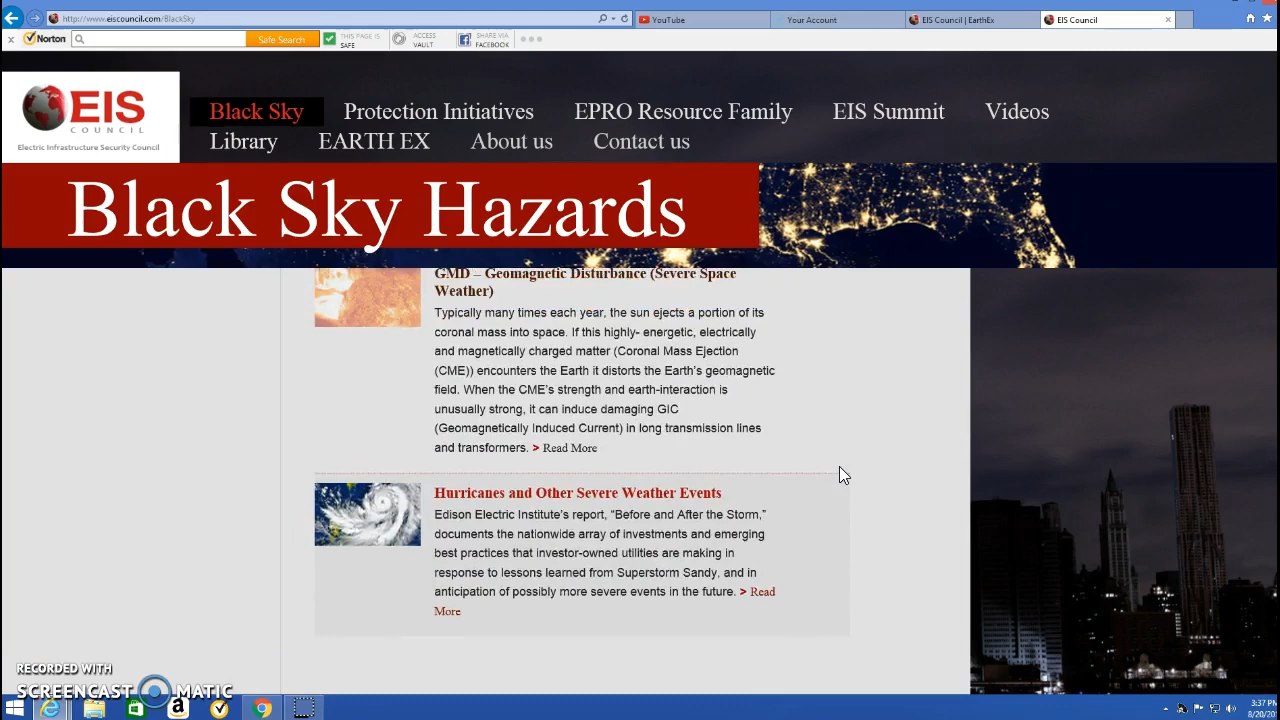 http://www.eiscouncil.com/BlackSky
YouTube
Your Account
EIS Council | EarthEx
EIS Council
Norton
Safe Search
THIS PAGE IS
SAFE
ACCESS
VAULT
SHARE VIA
FACEBOOK
EIS
COUNCIL
Electric Infrastructure Security Council
Black Sky Protection Initiatives EPRO Resource Family EIS Summit Videos
Library EARTH EX About us Contact us
Black Sky Hazards
GMD – Geomagnetic Disturbance (Severe Space
Weather)
Typically many times each year, the sun ejects a portion of its
coronal mass into space. If this highly- energetic, electrically
and magnetically charged matter (Coronal Mass Ejection
(CME)) encounters the Earth it distorts the Earth's geomagnetic
field. When the CME's strength and earth-interaction is
unusually strong, it can induce damaging GIC
(Geomagnetically Induced Current) in long transmission lines
and transformers. > Read More
Hurricanes and Other Severe Weather Events
Edison Electric Institute's report, “Before and After the Storm,”
documents the nationwide array of investments and emerging
best practices that investor-owned utilities are making in
response to lessons learned from Superstorm Sandy, and in
anticipation of possibly more severe events in the future. > Read
More
RECORDED WITH
SCREENCAST MATIC
3:37 PM